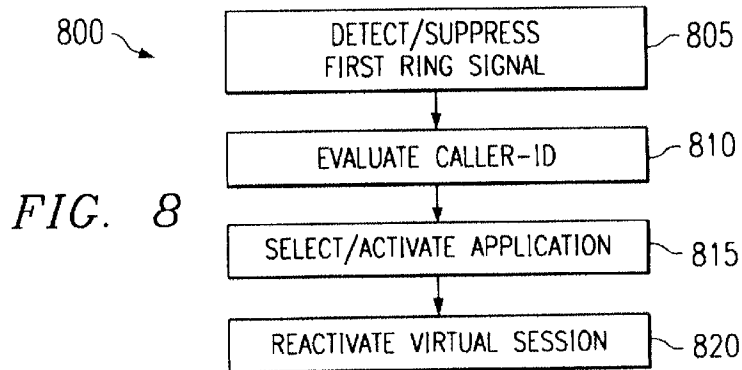 800
DETECT/SUPPRESS
FIRST RING SIGNAL
805
EVALUATE CALLER-ID
810
FIG. 8
SELECT/ACTIVATE APPLICATION
815
REACTIVATE VIRTUAL SESSION
820